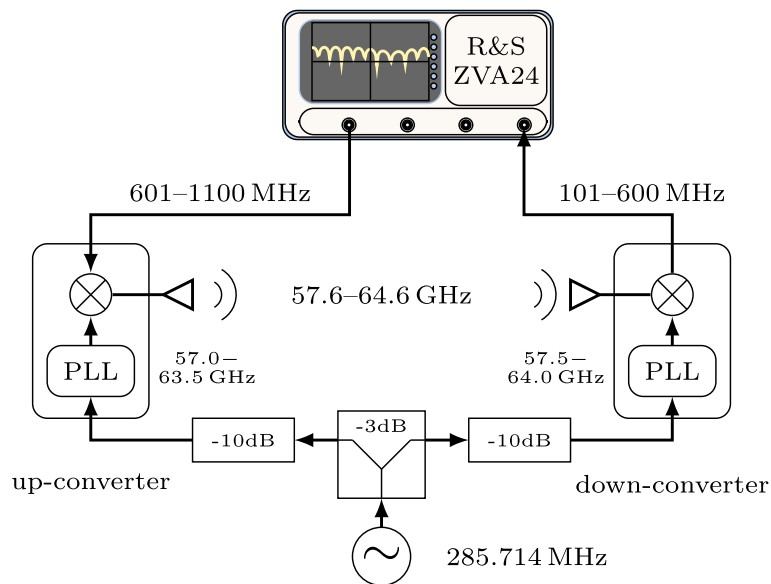 R&S
ZVA24
601–1100 MHz
101–600 MHz
57.6–64.6 GHz
57.0–
63.5 GHz
57.5–
64.0 GHz
PLL
PLL
-10dB
-3dB
-10dB
up-converter
down-converter
285.714 MHz